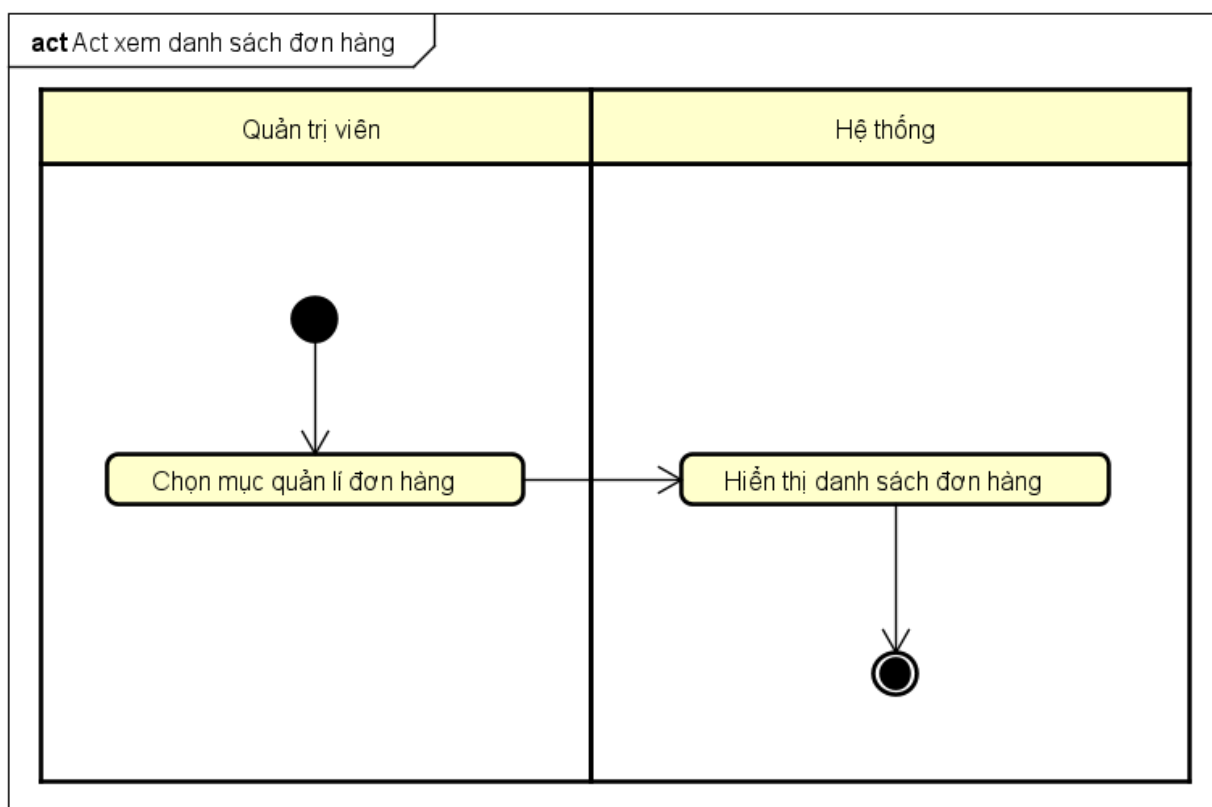 act Act xem danh sách đơn hàng
Quản trị viên
Hệ thống
Chọn mục quản lí đơn hàng
Hiển thị danh sách đơn hàng